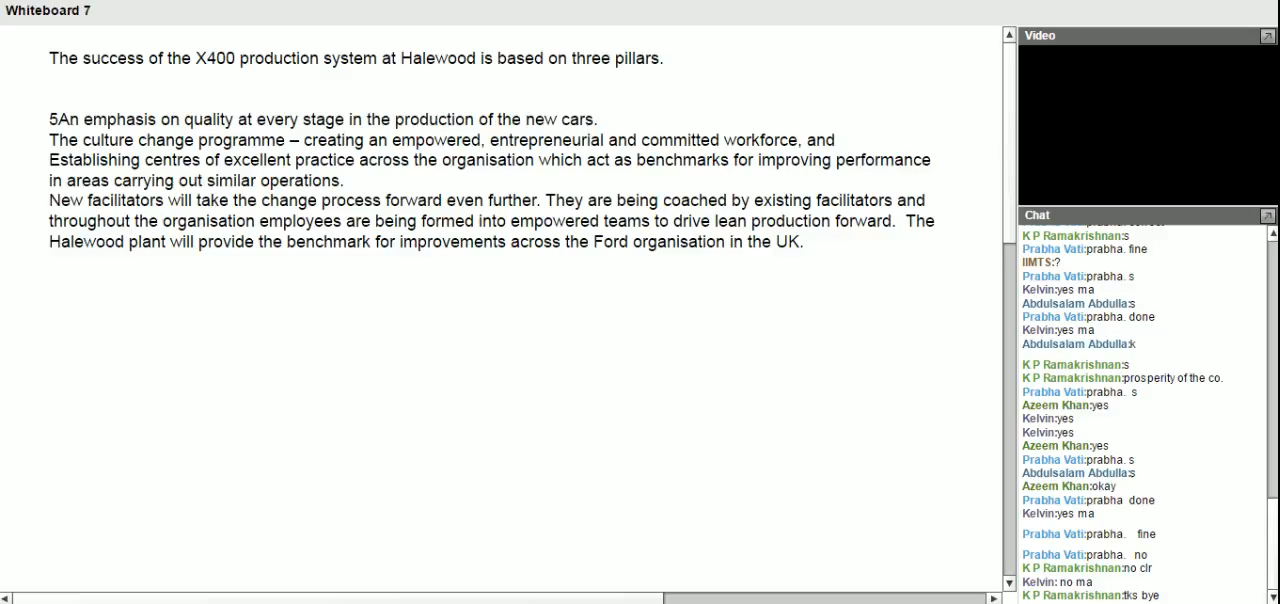 Whiteboard 7
The success of the X400 production system at Halewood is based on three pillars.
5An emphasis on quality at every stage in the production of the new cars.
The culture change programme – creating an empowered, entrepreneurial and committed workforce, and
Establishing centres of excellent practice across the organisation which act as benchmarks for improving performance
in areas carrying out similar operations.
New facilitators will take the change process forward even further. They are being coached by existing facilitators and
throughout the organisation employees are being formed into empowered teams to drive lean production forward.  The
Halewood plant will provide the benchmark for improvements across the Ford organisation in the UK.
Video
Chat
K P Ramakrishnan:s
Prabha Vati:prabha. fine
IIMTS:?
Prabha Vati:prabha. s
Kelvin:yes ma
Abdulsalam Abdulla:s
Prabha Vati:prabha. done
Kelvin:yes ma
Abdulsalam Abdulla:k
K P Ramakrishnan:s
K P Ramakrishnan:prosperity of the co.
Prabha Vati:prabha.  s
Azeem Khan:yes
Kelvin:yes
Kelvin:yes
Azeem Khan:yes
Prabha Vati:prabha. s
Abdulsalam Abdulla:s
Azeem Khan:okay
Prabha Vati:prabha  done
Kelvin:yes ma
Prabha Vati:prabha.   fine
Prabha Vati:prabha.  no
K P Ramakrishnan:no clr
Kelvin: no ma
K P Ramakrishnan:tks bye